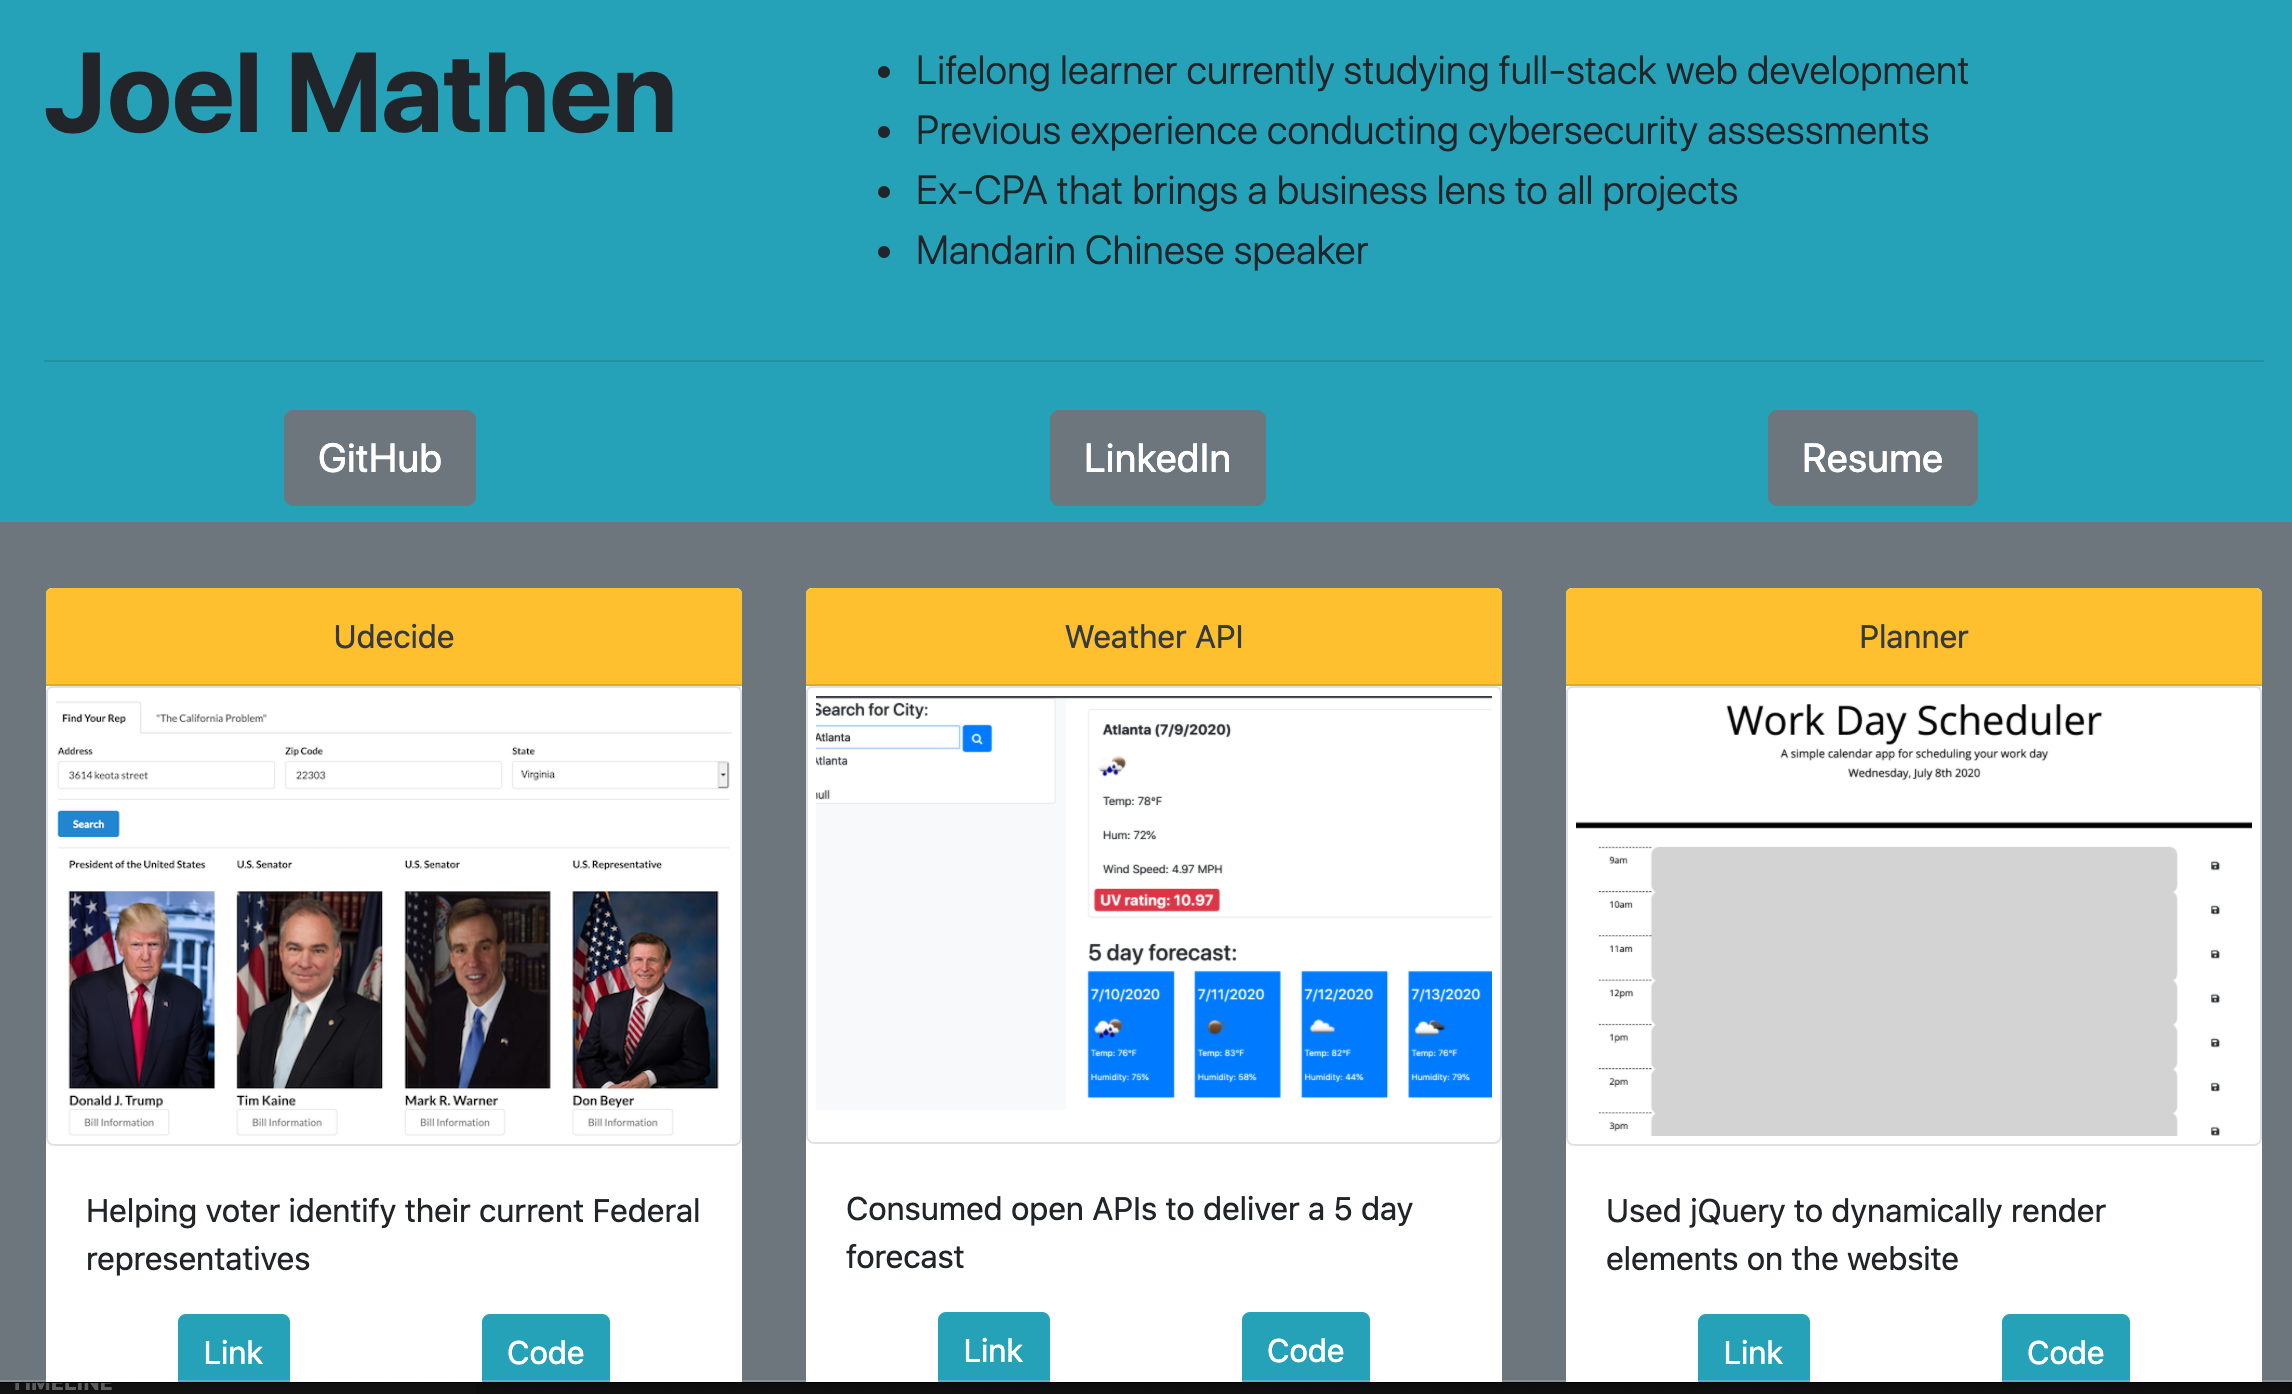 Joel Mathen
• Lifelong learner currently studying full-stack web development
• Previous experience conducting cybersecurity assessments
• Ex-CPA that brings a business lens to all projects
• Mandarin Chinese speaker
GitHub
LinkedIn
Resume
Udecide
Find Your Rep "The California Problem"
Address Zip Code State
3614 keota street 22303 Virginia
Search
President of the United States U.S. Senator U.S. Senator U.S. Representative
Donald J. Trump Tim Kaine Mark R. Warner Don Beyer
Bill Information Bill Information Bill Information Bill Information
Helping voter identify their current Federal
representatives
Link Code
Weather API
Search for City:
Atlanta
Atlanta
null
Atlanta (7/9/2020)
Temp: 78°F
Hum: 72%
Wind Speed: 4.97 MPH
UV rating: 10.97
5 day forecast:
7/10/2020 7/11/2020 7/12/2020 7/13/2020
Temp: 76°F Temp: 83°F Temp: 82°F Temp: 76°F
Humidity: 75% Humidity: 58% Humidity: 44% Humidity: 79%
Consumed open APIs to deliver a 5 day
forecast
Link Code
Planner
Work Day Scheduler
A simple calendar app for scheduling your work day
Wednesday, July 8th 2020
9am
10am
11am
12pm
1pm
2pm
3pm
Used jQuery to dynamically render
elements on the website
Link Code
TIMELINE